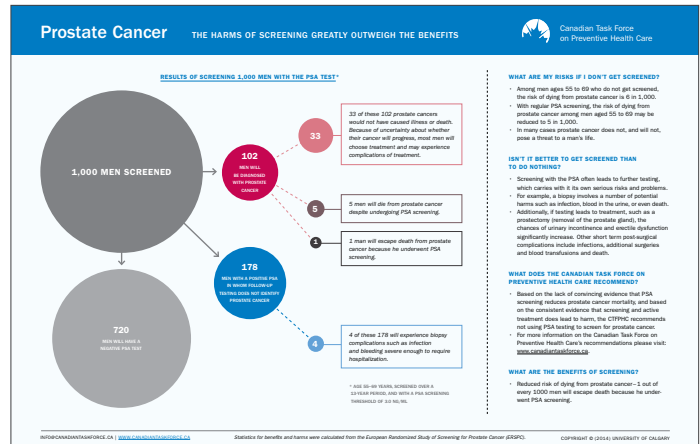 Prostate Cancer
THE HARMS OF SCREENING GREATLY OUTWEIGH THE BENEFITS
Canadian Task Force
on Preventive Health Care
RESULTS OF SCREENING 1,000 MEN WITH THE PSA TEST*
1,000 MEN SCREENED
102
MEN WILL
BE DIAGNOSED
WITH PROSTATE
CANCER
33
33 of these 102 prostate cancers
would not have caused illness or death.
Because of uncertainty about whether
their cancer will progress, most men will
choose treatment and may experience
complications of treatment.
5
5 men will die from prostate cancer
despite undergoing PSA screening.
1
1 man will escape death from prostate
cancer because he underwent PSA
screening.
178
MEN WITH A POSITIVE PSA
IN WHOM FOLLOW-UP
TESTING DOES NOT IDENTIFY
PROSTATE CANCER
4
4 of these 178 will experience biopsy
complications such as infection
and bleeding severe enough to require
hospitalization.
720
MEN WILL HAVE A
NEGATIVE PSA TEST
* AGE 55–69 YEARS, SCREENED OVER A
13-YEAR PERIOD, AND WITH A PSA SCREENING
THRESHOLD OF 3.0 NG/ML
WHAT ARE MY RISKS IF I DON'T GET SCREENED?
• Among men ages 55 to 69 who do not get screened,
the risk of dying from prostate cancer is 6 in 1,000.
• With regular PSA screening, the risk of dying from
prostate cancer among men aged 55 to 69 may be
reduced to 5 in 1,000.
• In many cases prostate cancer does not, and will not,
pose a threat to a man's life.
ISN'T IT BETTER TO GET SCREENED THAN
TO DO NOTHING?
• Screening with the PSA often leads to further testing,
which carries with it its own serious risks and problems.
• For example, a biopsy involves a number of potential
harms such as infection, blood in the urine, or even death.
• Additionally, if testing leads to treatment, such as a
prostectomy (removal of the prostate gland), the
chances of urinary incontinence and erectile dysfunction
significantly increase. Other short term post-surgical
complications include infections, additional surgeries
and blood transfusions and death.
WHAT DOES THE CANADIAN TASK FORCE ON
PREVENTIVE HEALTH CARE RECOMMEND?
• Based on the lack of convincing evidence that PSA
screening reduces prostate cancer mortality, and based
on the consistent evidence that screening and active
treatment does lead to harm, the CTFPHC recommends
not using PSA testing to screen for prostate cancer.
• For more information on the Canadian Task Force on
Preventive Health Care's recommendations please visit:
www.canadiantaskforce.ca.
WHAT ARE THE BENEFITS OF SCREENING?
• Reduced risk of dying from prostate cancer–1 out of
every 1000 men will escape death because he under-
went PSA screening.
INFO@CANADIANTASKFORCE.CA | WWW.CANADIANTASKFORCE.CA
Statistics for benefits and harms were calculated from the European Randomized Study of Screening for Prostate Cancer (ERSPC).
COPYRIGHT © (2014) UNIVERSITY OF CALGARY